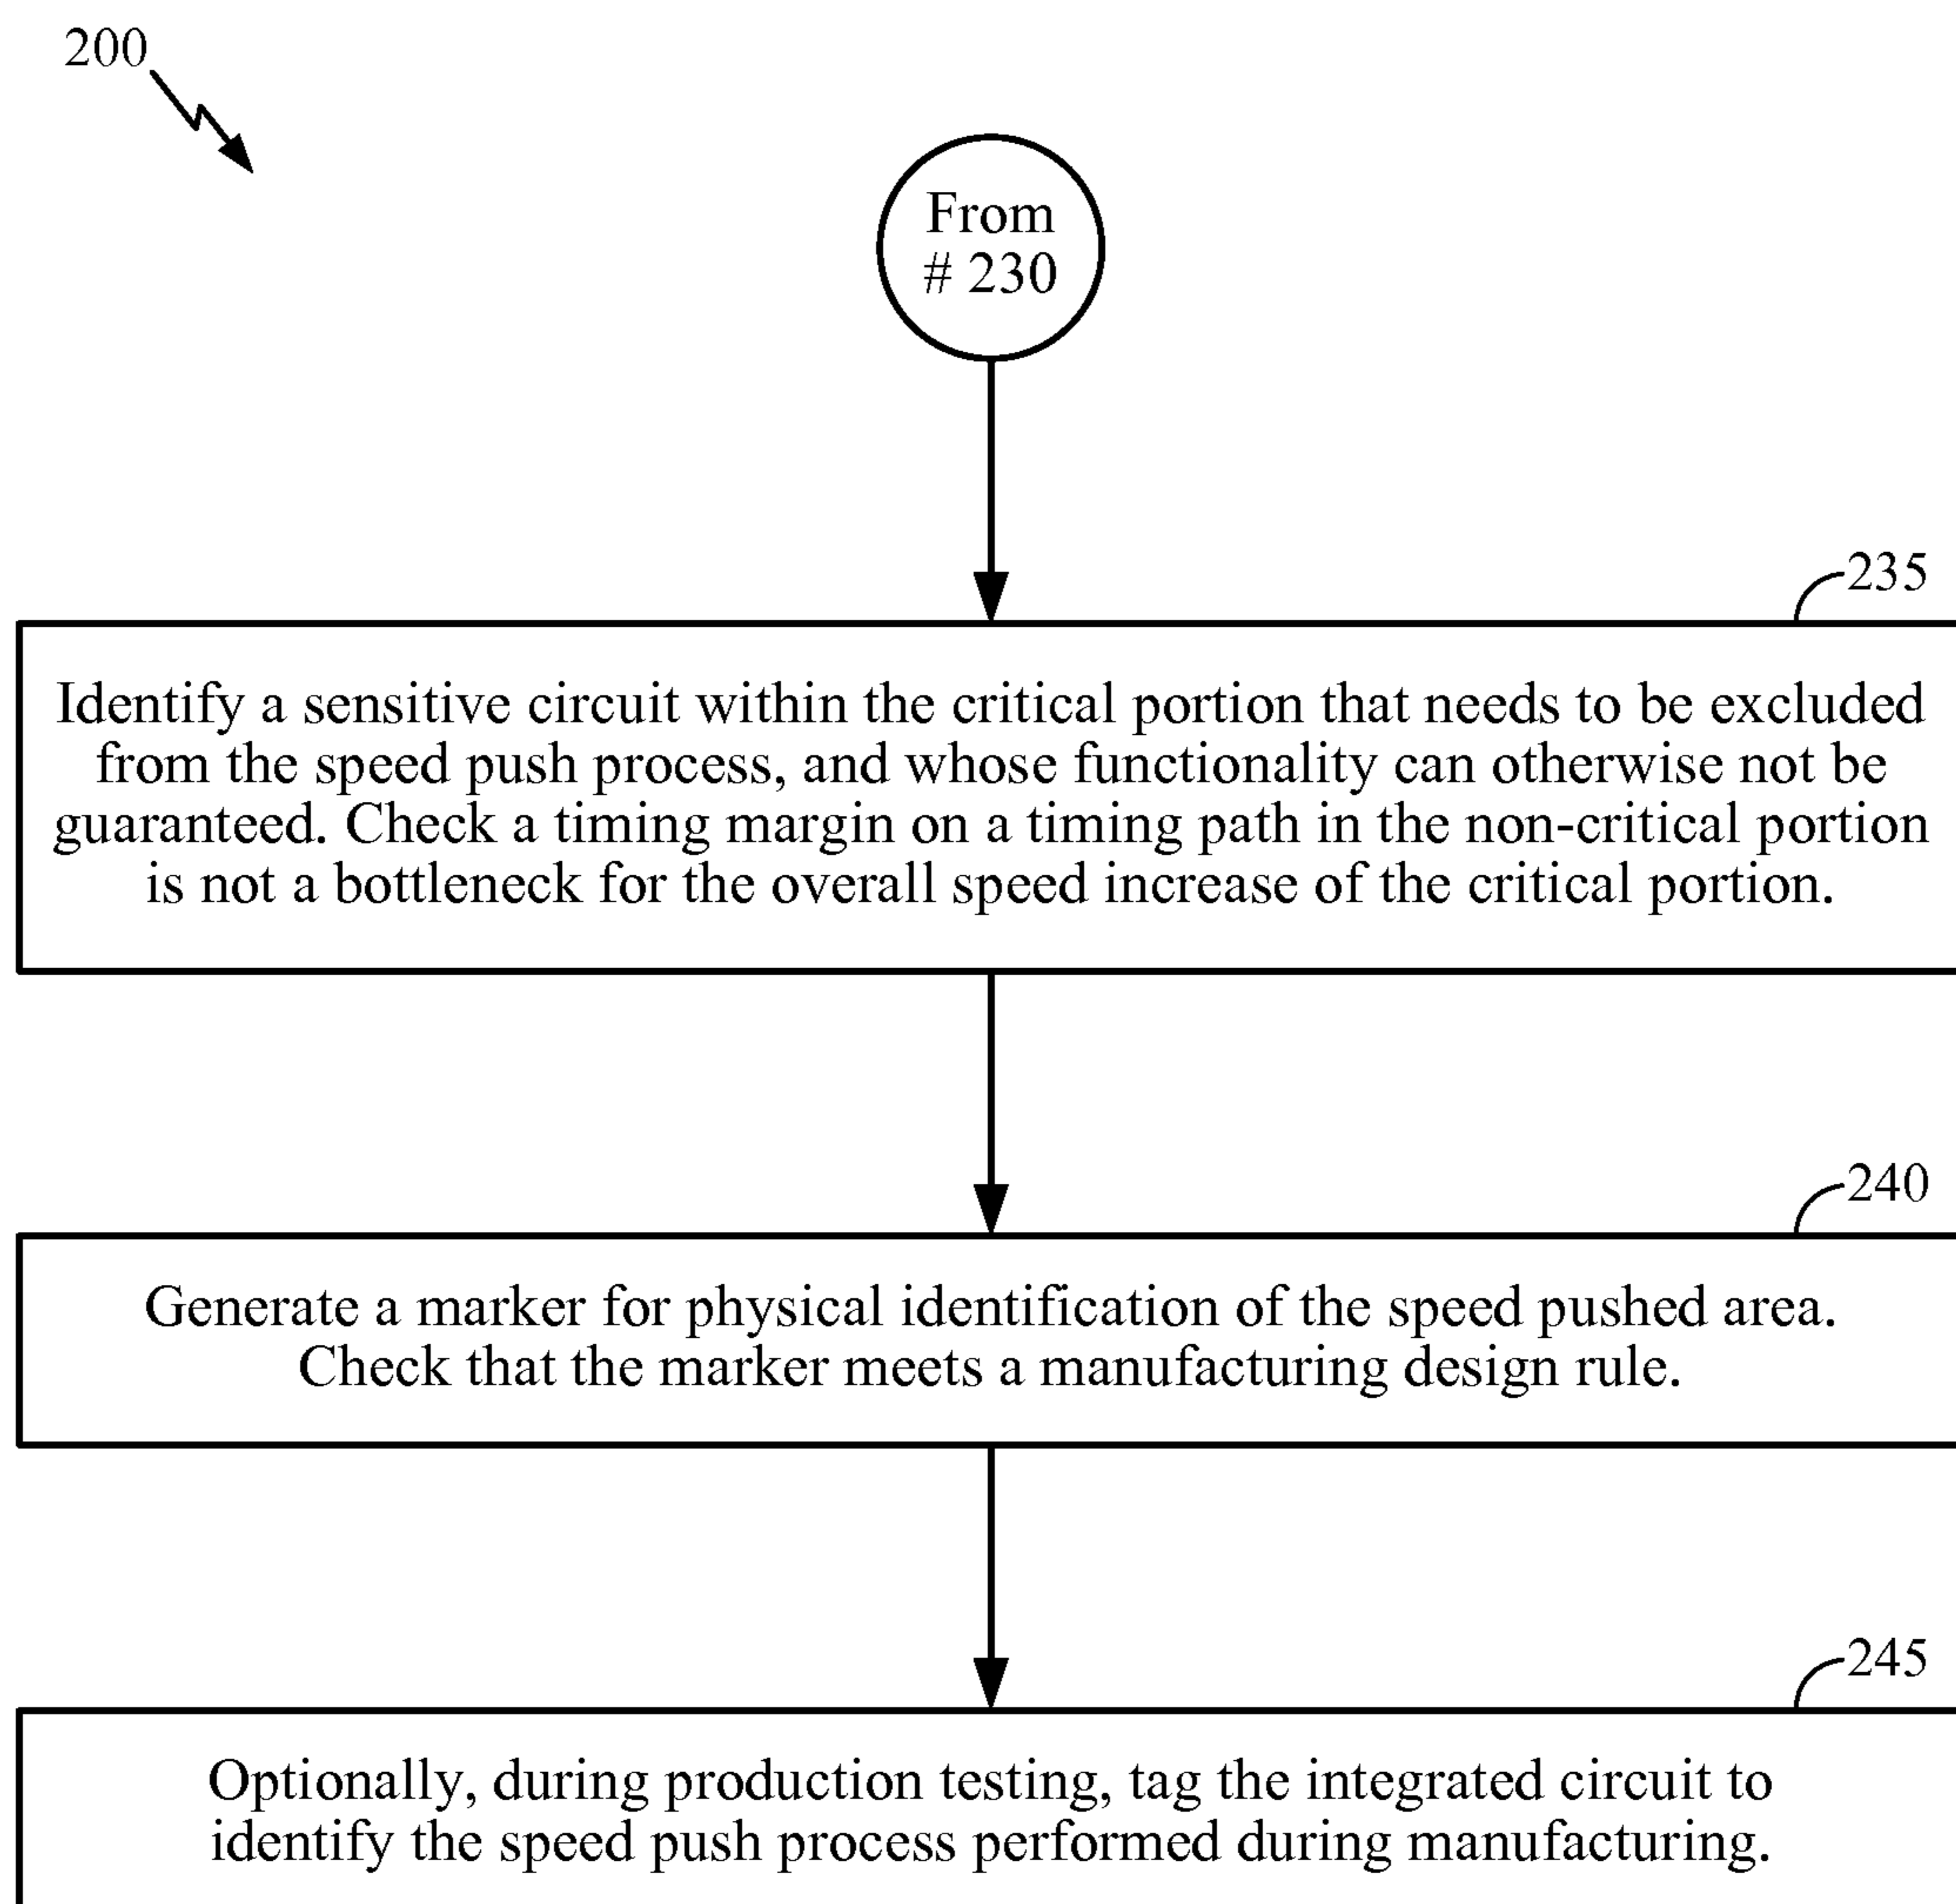 200
From
# 230
235
Identify a sensitive circuit within the critical portion that needs to be excluded
from the speed push process, and whose functionality can otherwise not be
guaranteed. Check a timing margin on a timing path in the non-critical portion
is not a bottleneck for the overall speed increase of the critical portion.
240
Generate a marker for physical identification of the speed pushed area.
Check that the marker meets a manufacturing design rule.
245
Optionally, during production testing, tag the integrated circuit to
identify the speed push process performed during manufacturing.